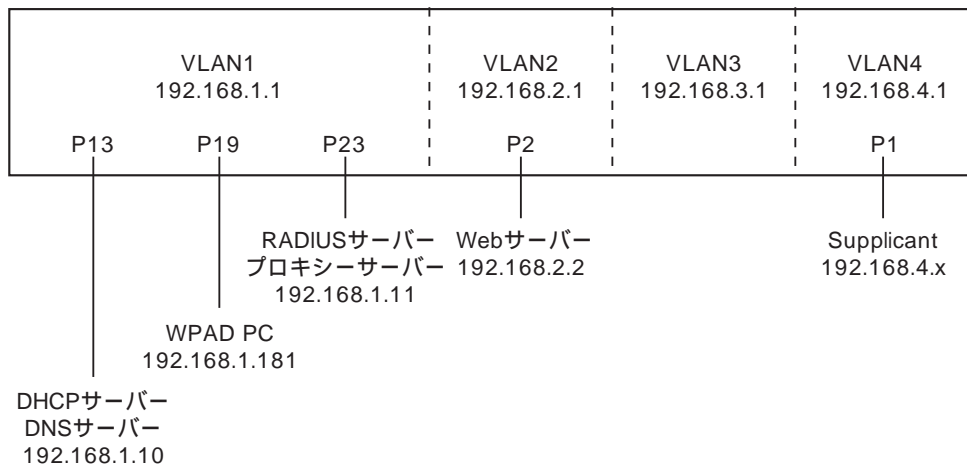 VLAN1
192.168.1.1
VLAN2
192.168.2.1
VLAN3
192.168.3.1
VLAN4
192.168.4.1
P13
P19
P23
P2
P1
RADIUSサーバー
プロキシーサーバー
192.168.1.11
Webサーバー
192.168.2.2
Supplicant
192.168.4.x
WPAD PC
192.168.1.181
DHCPサーバー
DNSサーバー
192.168.1.10